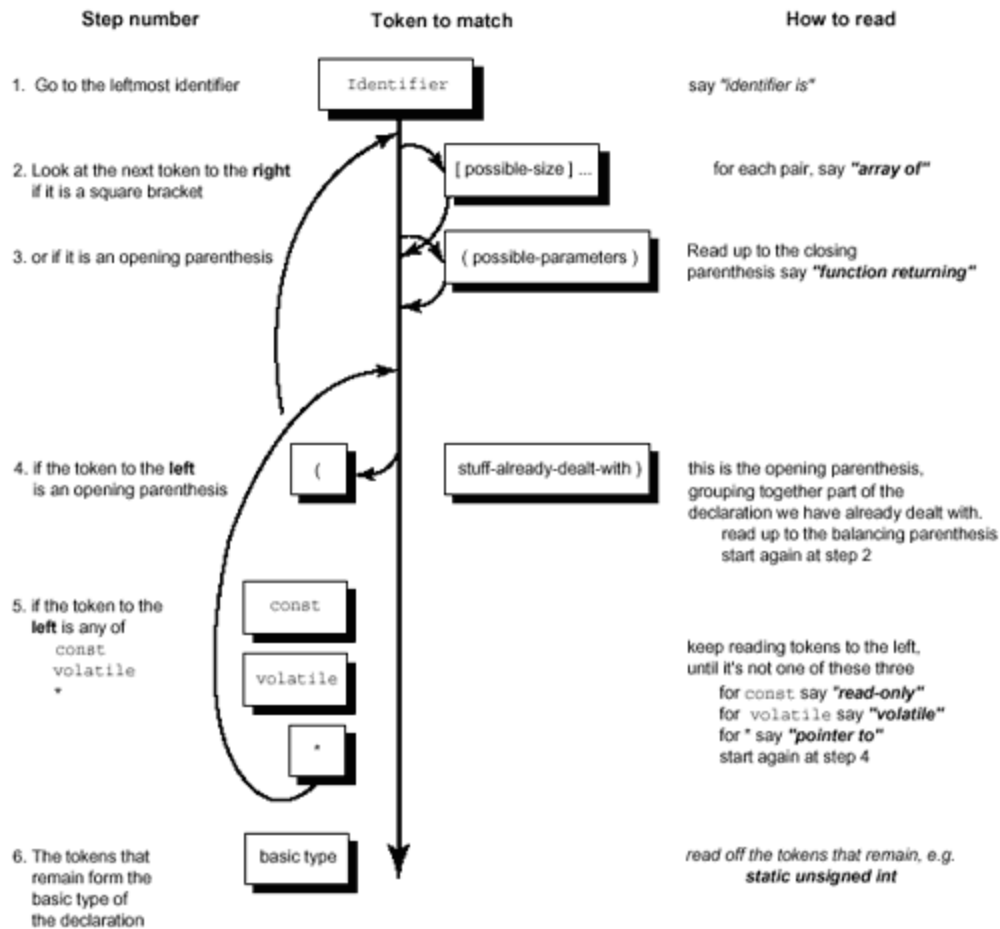 Step number
Token to match
How to read
1. Go to the leftmost identifier
Identifier
say "identifier is"
2. Look at the next token to the right
if it is a square bracket
[ possible-size ] ...
for each pair, say "array of"
3. or if it is an opening parenthesis
( possible-parameters )
Read up to the closing
parenthesis say "function returning"
4. if the token to the left
is an opening parenthesis
(
stuff-already-dealt-with )
this is the opening parenthesis,
grouping together part of the
declaration we have already dealt with.
read up to the balancing parenthesis
start again at step 2
5. if the token to the
left is any of
const
volatile
*
const
volatile
*
keep reading tokens to the left,
until it's not one of these three
for const say "read-only"
for volatile say "volatile"
for * say "pointer to"
start again at step 4
6. The tokens that
remain form the
basic type of
the declaration
basic type
read off the tokens that remain, e.g.
static unsigned int